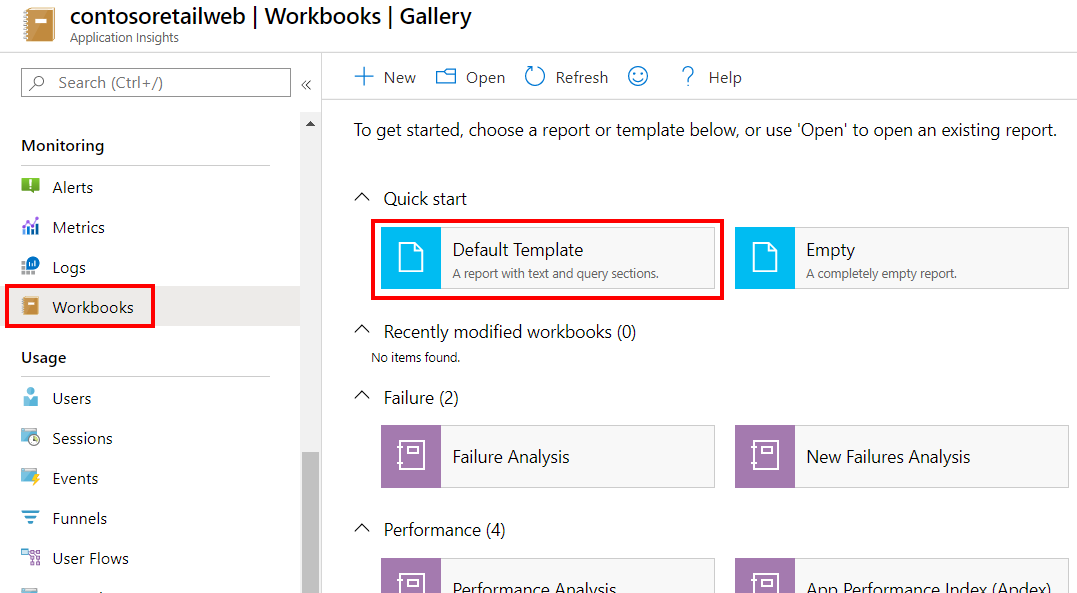 contosoretailweb | Workbooks | Gallery
Application Insights
Search (Ctrl+/)
«
Monitoring
Alerts
Metrics
Logs
Workbooks
Usage
Users
Sessions
Events
Funnels
User Flows
New Open Refresh ? Help
To get started, choose a report or template below, or use 'Open' to open an existing report.
Quick start
Default Template
A report with text and query sections.
Empty
A completely empty report.
Recently modified workbooks (0)
No items found.
Failure (2)
Failure Analysis
New Failures Analysis
Performance (4)
Performance Analysis
App Performance Index (Apdex)